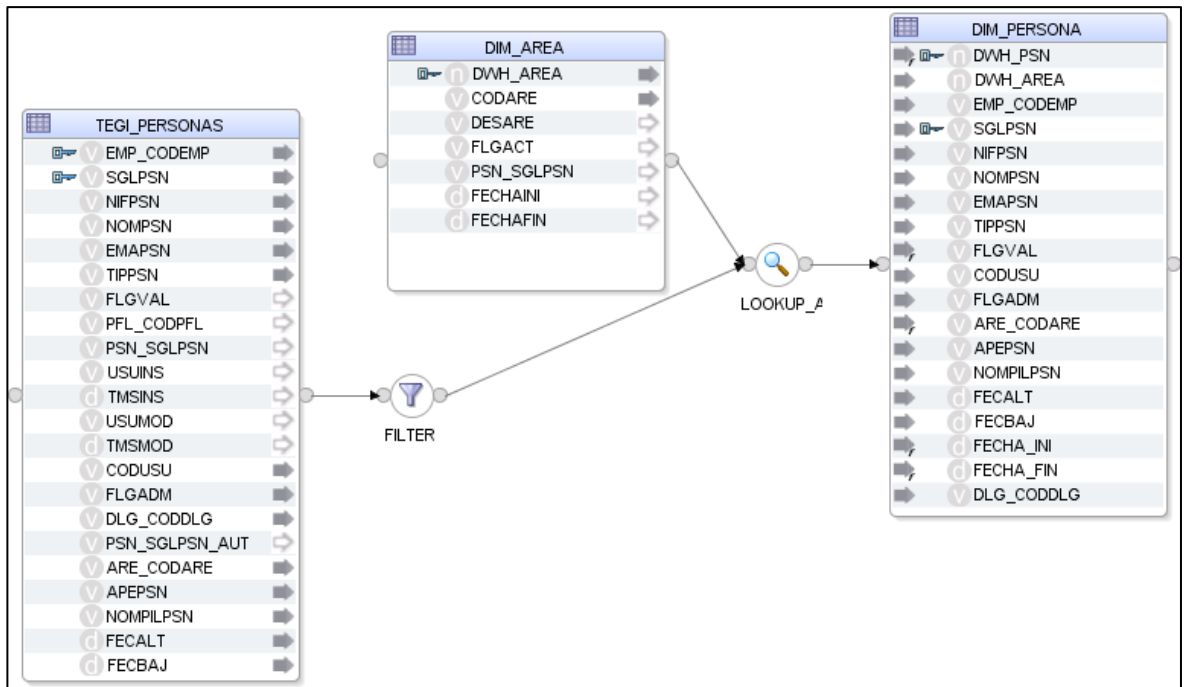 TEGI_PERSONAS
EMP_CODEMP
SGLPSN
NIFPSN
NOMPSN
EMAPSN
TIPPSN
FLGVAL
PFL_CODPFL
PSN_SGLPSN
USUINS
TMSINS
USUMOD
TMSMOD
CODUSU
FLGADM
DLG_CODDLG
PSN_SGLPSN_AUT
ARE_CODARE
APEPSN
NOMPILPSN
FECALT
FECBAJ
FILTER
DIM_AREA
DWH_AREA
CODARE
DESARE
FLGACT
PSN_SGLPSN
FECHAINI
FECHAFIN
LOOKUP_A
DIM_PERSONA
DWH_PSN
DWH_AREA
EMP_CODEMP
SGLPSN
NIFPSN
NOMPSN
EMAPSN
TIPPSN
FLGVAL
CODUSU
FLGADM
ARE_CODARE
APEPSN
NOMPILPSN
FECALT
FECBAJ
FECHA_INI
FECHA_FIN
DLG_CODDLG